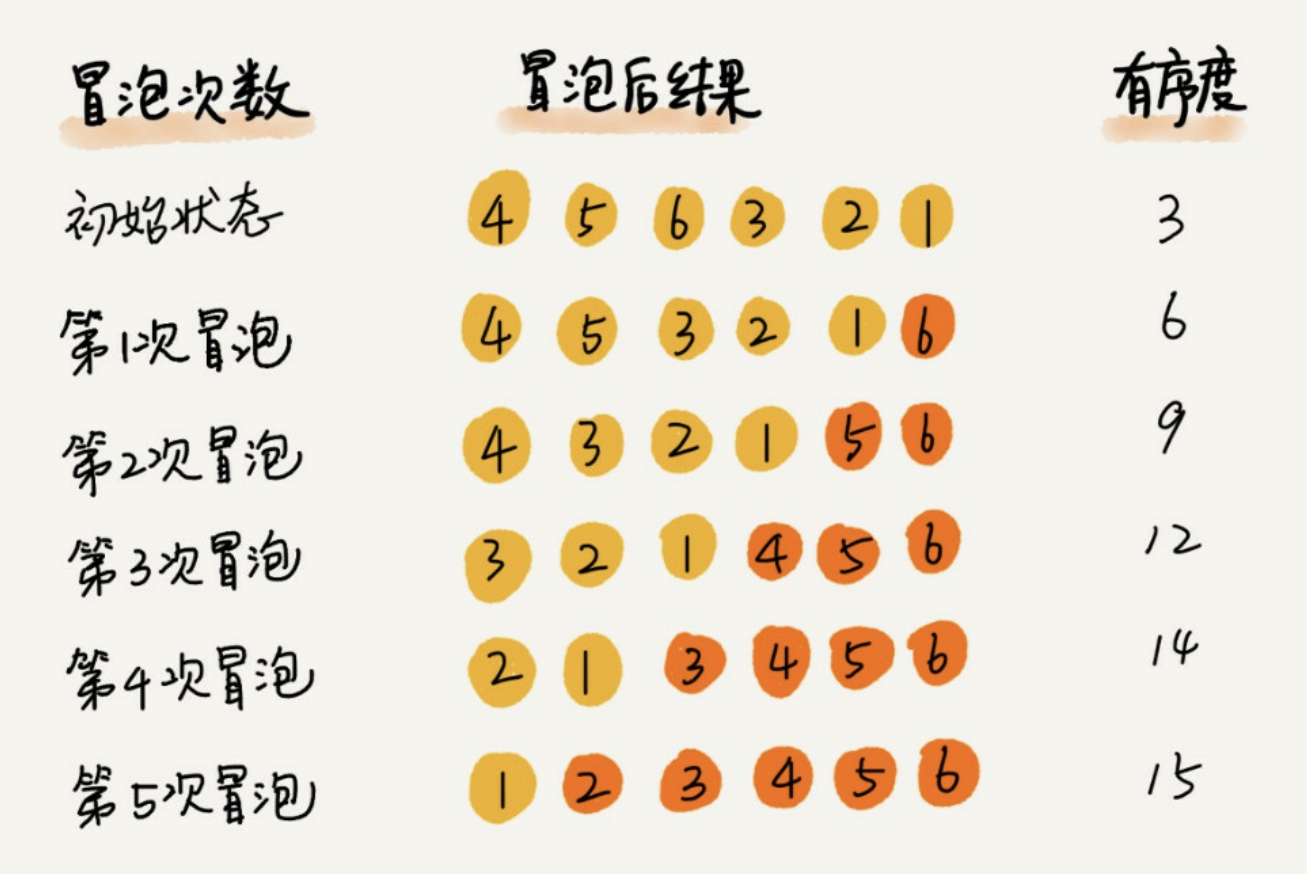 冒泡次数 冒泡后结果 有序度
初始状态 4 5 6 3 2 1 3
第1次冒泡 4 5 3 2 1 6 6
第2次冒泡 4 3 2 1 5 6 9
第3次冒泡 3 2 1 4 5 6 12
第4次冒泡 2 1 3 4 5 6 14
第5次冒泡 1 2 3 4 5 6 15